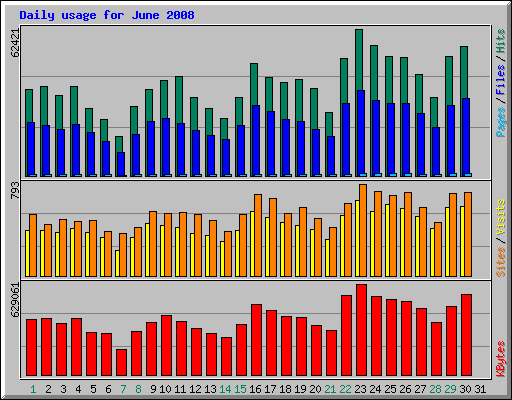 Daily usage for June 2008
62421
Pages / Files / Hits
793
Sites / Visits
629061
KBytes
1 2 3 4 5 6 7 8 9 10 11 12 13 14 15 16 17 18 19 20 21 22 23 24 25 26 27 28 29 30 31